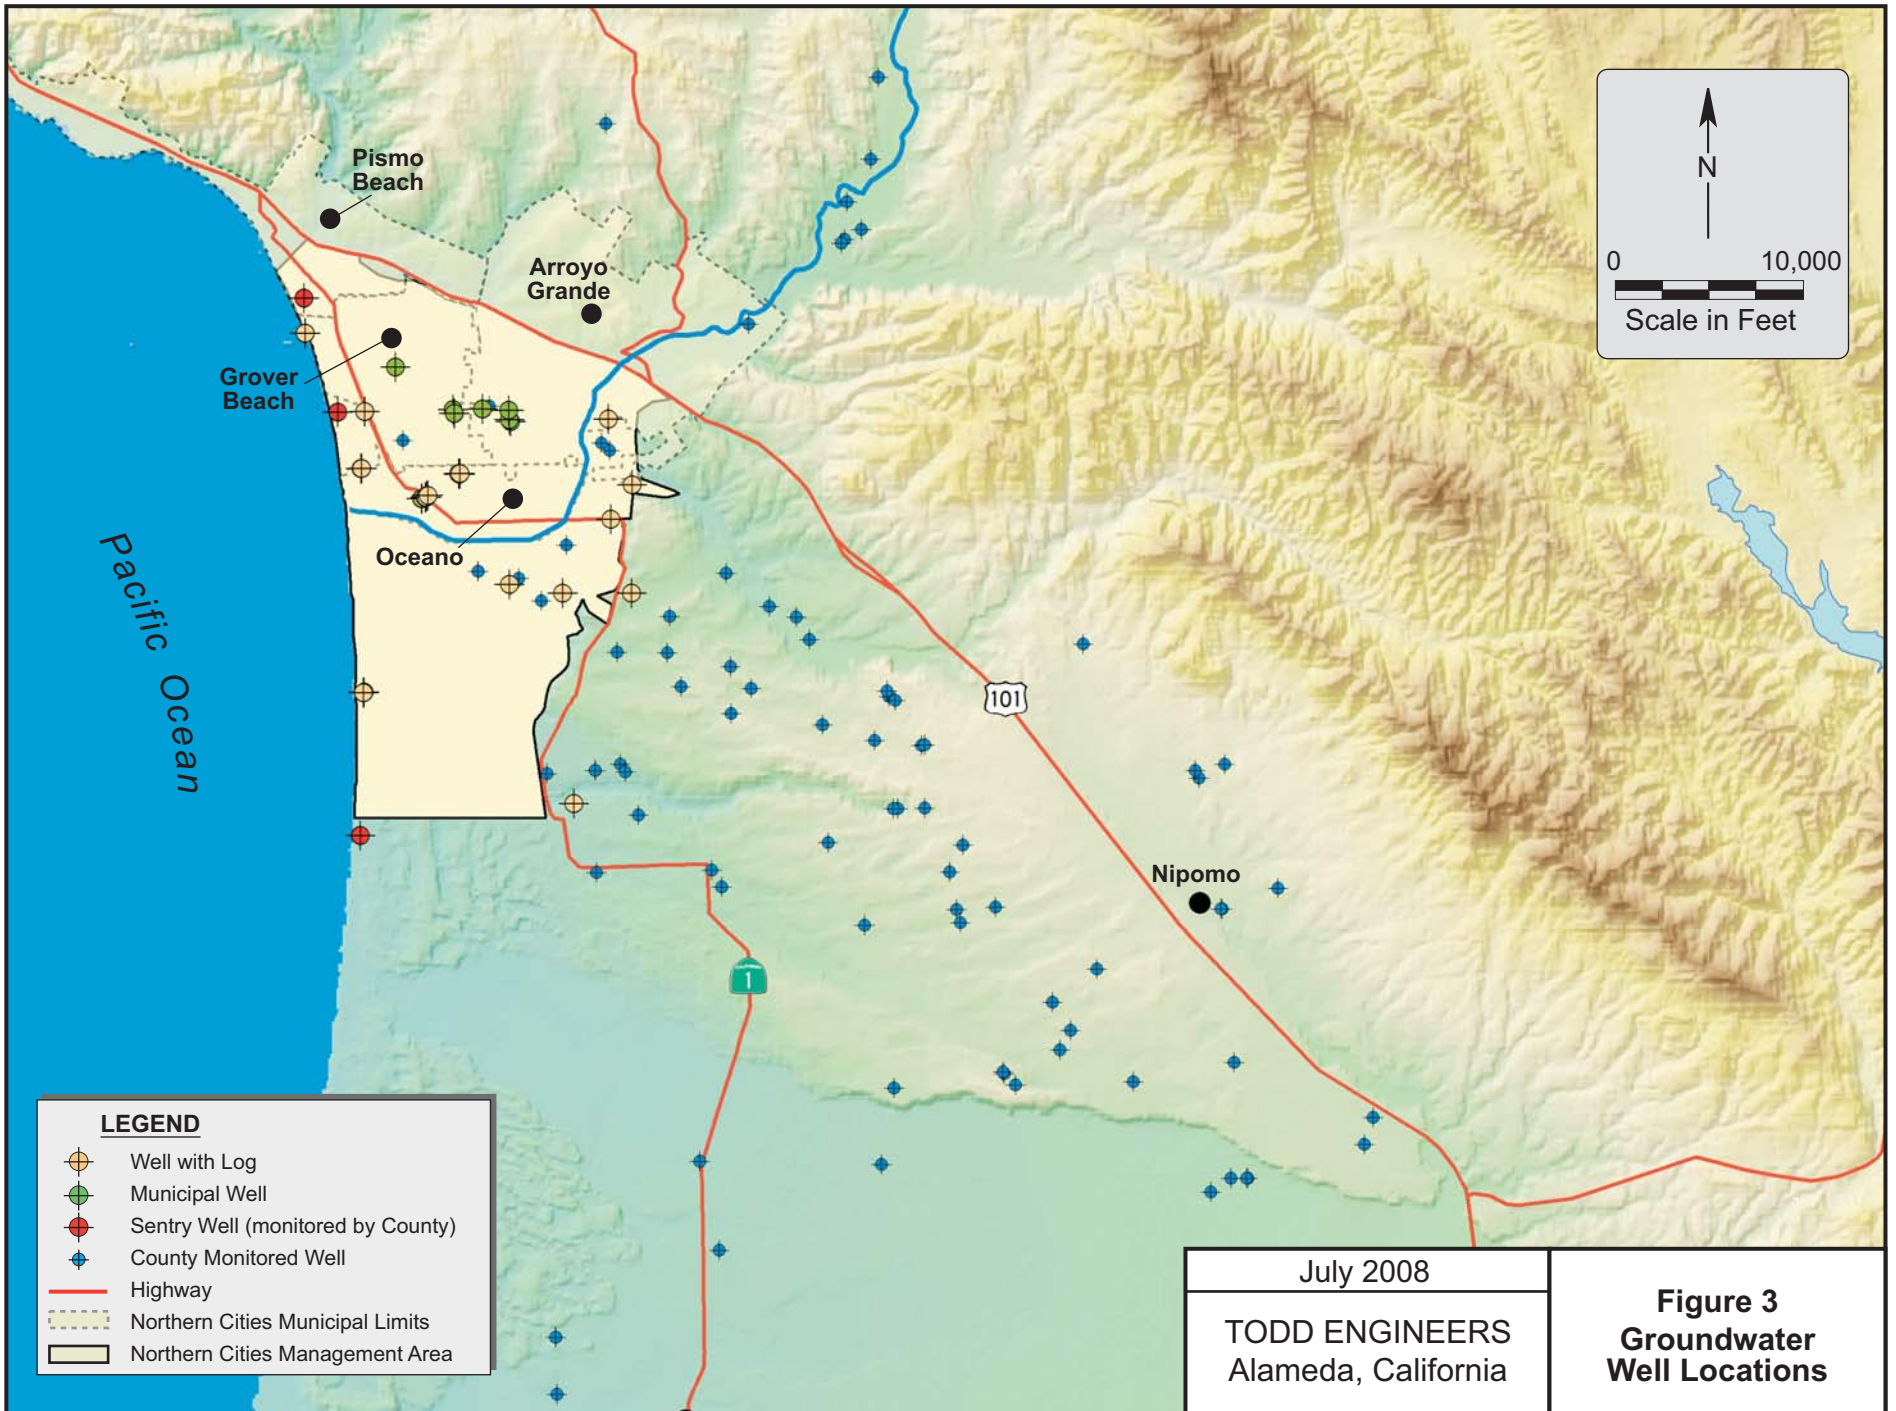 Pismo
Beach
Arroyo
Grande
Grover
Beach
Oceano
Pacific Ocean
101
Nipomo
CALIFORNIA
1
N
0 10,000
Scale in Feet
LEGEND
Well with Log
Municipal Well
Sentry Well (monitored by County)
County Monitored Well
Highway
Northern Cities Municipal Limits
Northern Cities Management Area
July 2008
TODD ENGINEERS
Alameda, California
Figure 3
Groundwater
Well Locations